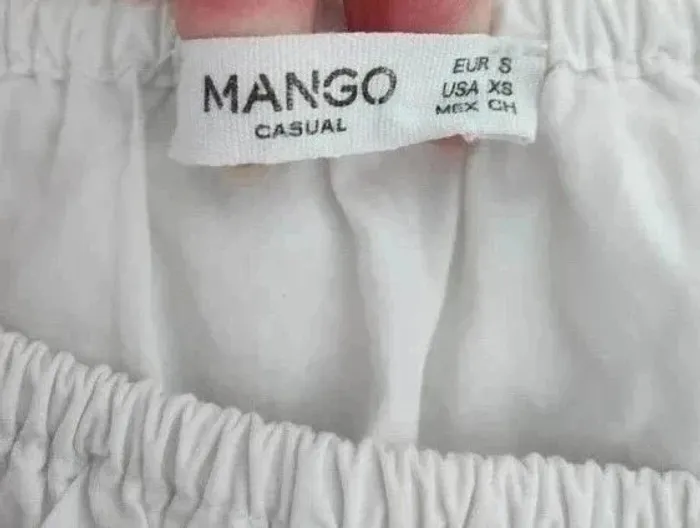 MANGO
CASUAL
EUR S
USA XS
MEX CH